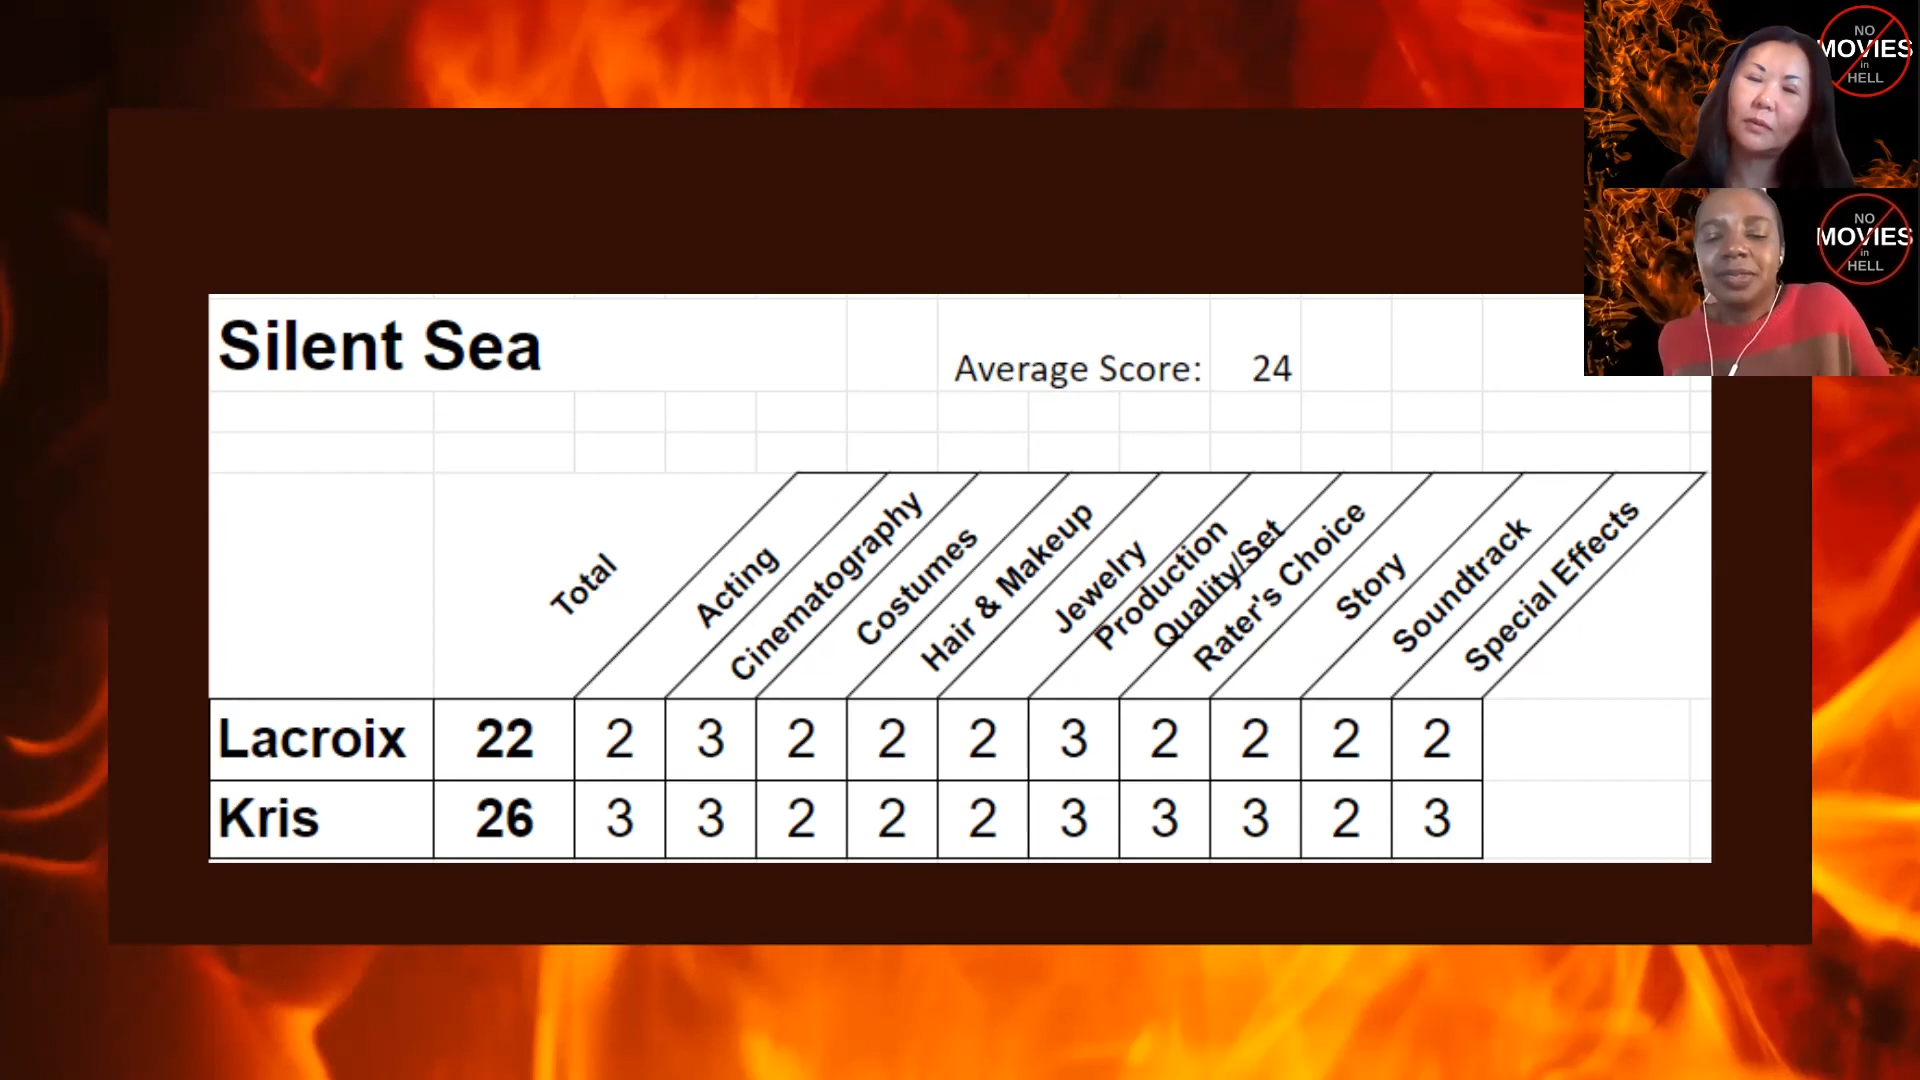 Silent Sea
Average Score: 24
Total
Acting
Cinematography
Costumes
Hair & Makeup
Jewelry
Production
Quality/Set
Rater's Choice
Story
Soundtrack
Special Effects
Lacroix 22 2 3 2 2 2 3 2 2 2 2
Kris 26 3 3 2 2 2 3 3 3 2 3
NO
MOVIES
in
HELL
NO
MOVIES
in
HELL